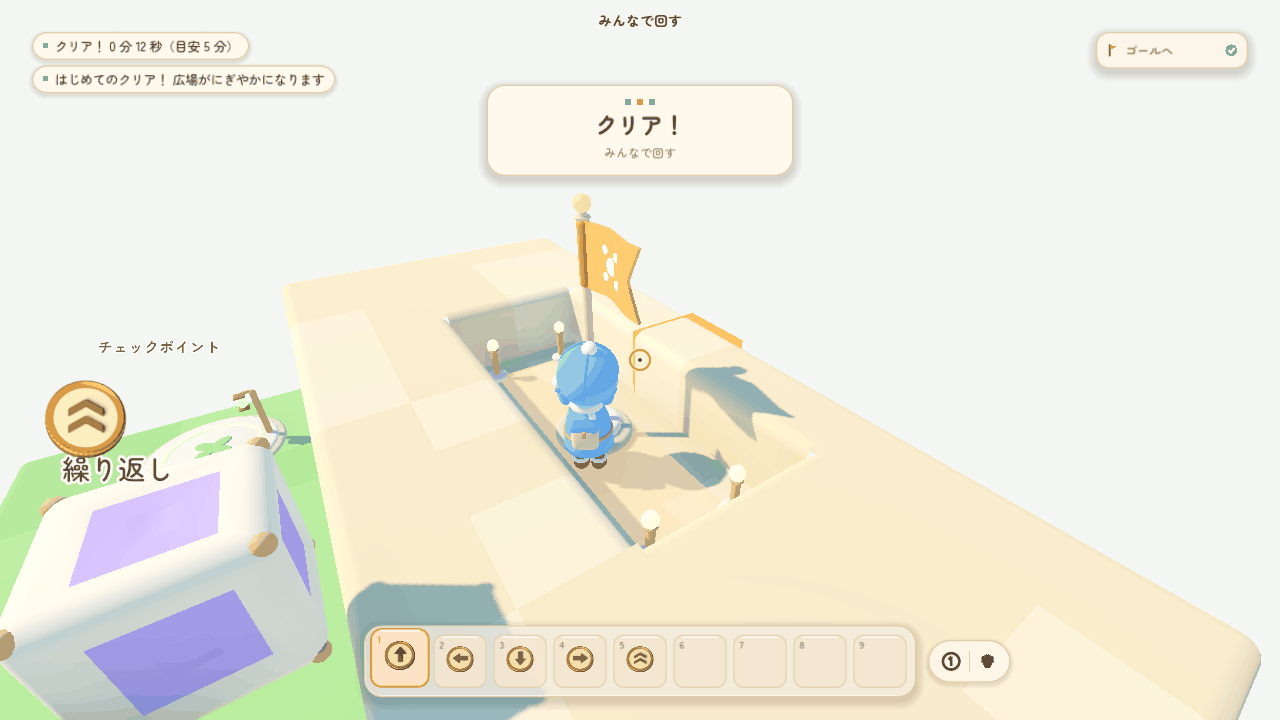 みんなで回す
クリア！ 0 分 12 秒（目安 5 分）
はじめてのクリア！ 広場がにぎやかになります
ゴールへ
クリア！
みんなで回す
チェックポイント
繰り返し
1 2 3 4 5 6 7 8 9
1